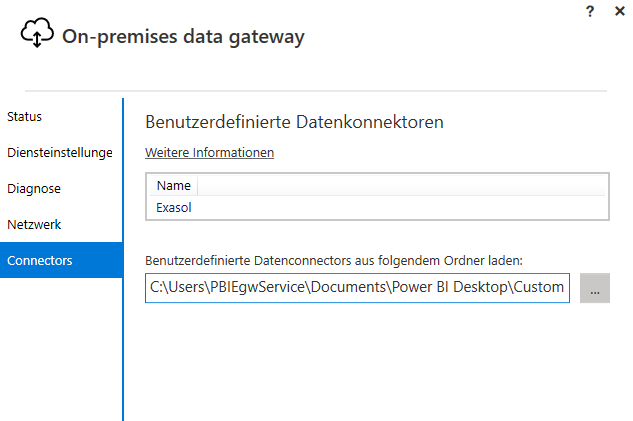 ? ×
On-premises data gateway
Status
Benutzerdefinierte Datenkonnektoren
Diensteinstellunge
Weitere Informationen
Diagnose
Name
Exasol
Netzwerk
Connectors
Benutzerdefinierte Datenconnectors aus folgendem Ordner laden:
C:\Users\PBIEgwService\Documents\Power BI Desktop\Custom
...